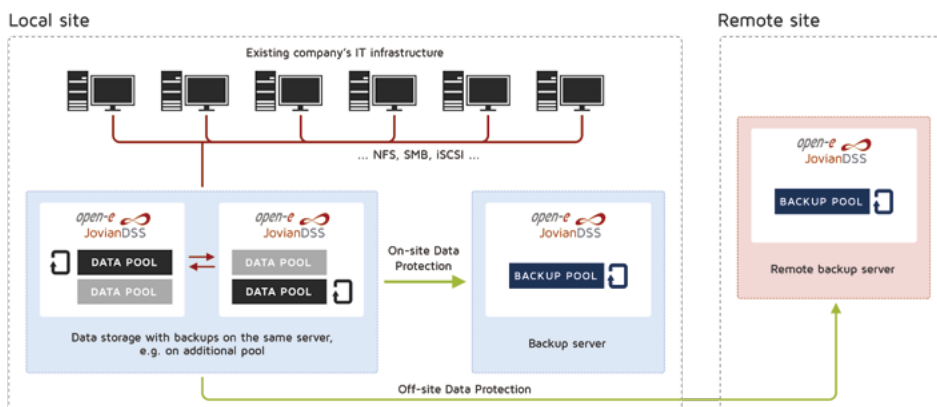 Local site
Remote site
Existing company's IT infrastructure
... NFS, SMB, iSCSI ...
open-e
JovianDSS
DATA POOL
DATA POOL
open-e
JovianDSS
DATA POOL
DATA POOL
Data storage with backups on the same server,
e.g. on additional pool
On-site Data
Protection
open-e
JovianDSS
BACKUP POOL
Backup server
open-e
JovianDSS
BACKUP POOL
Remote backup server
Off-site Data Protection